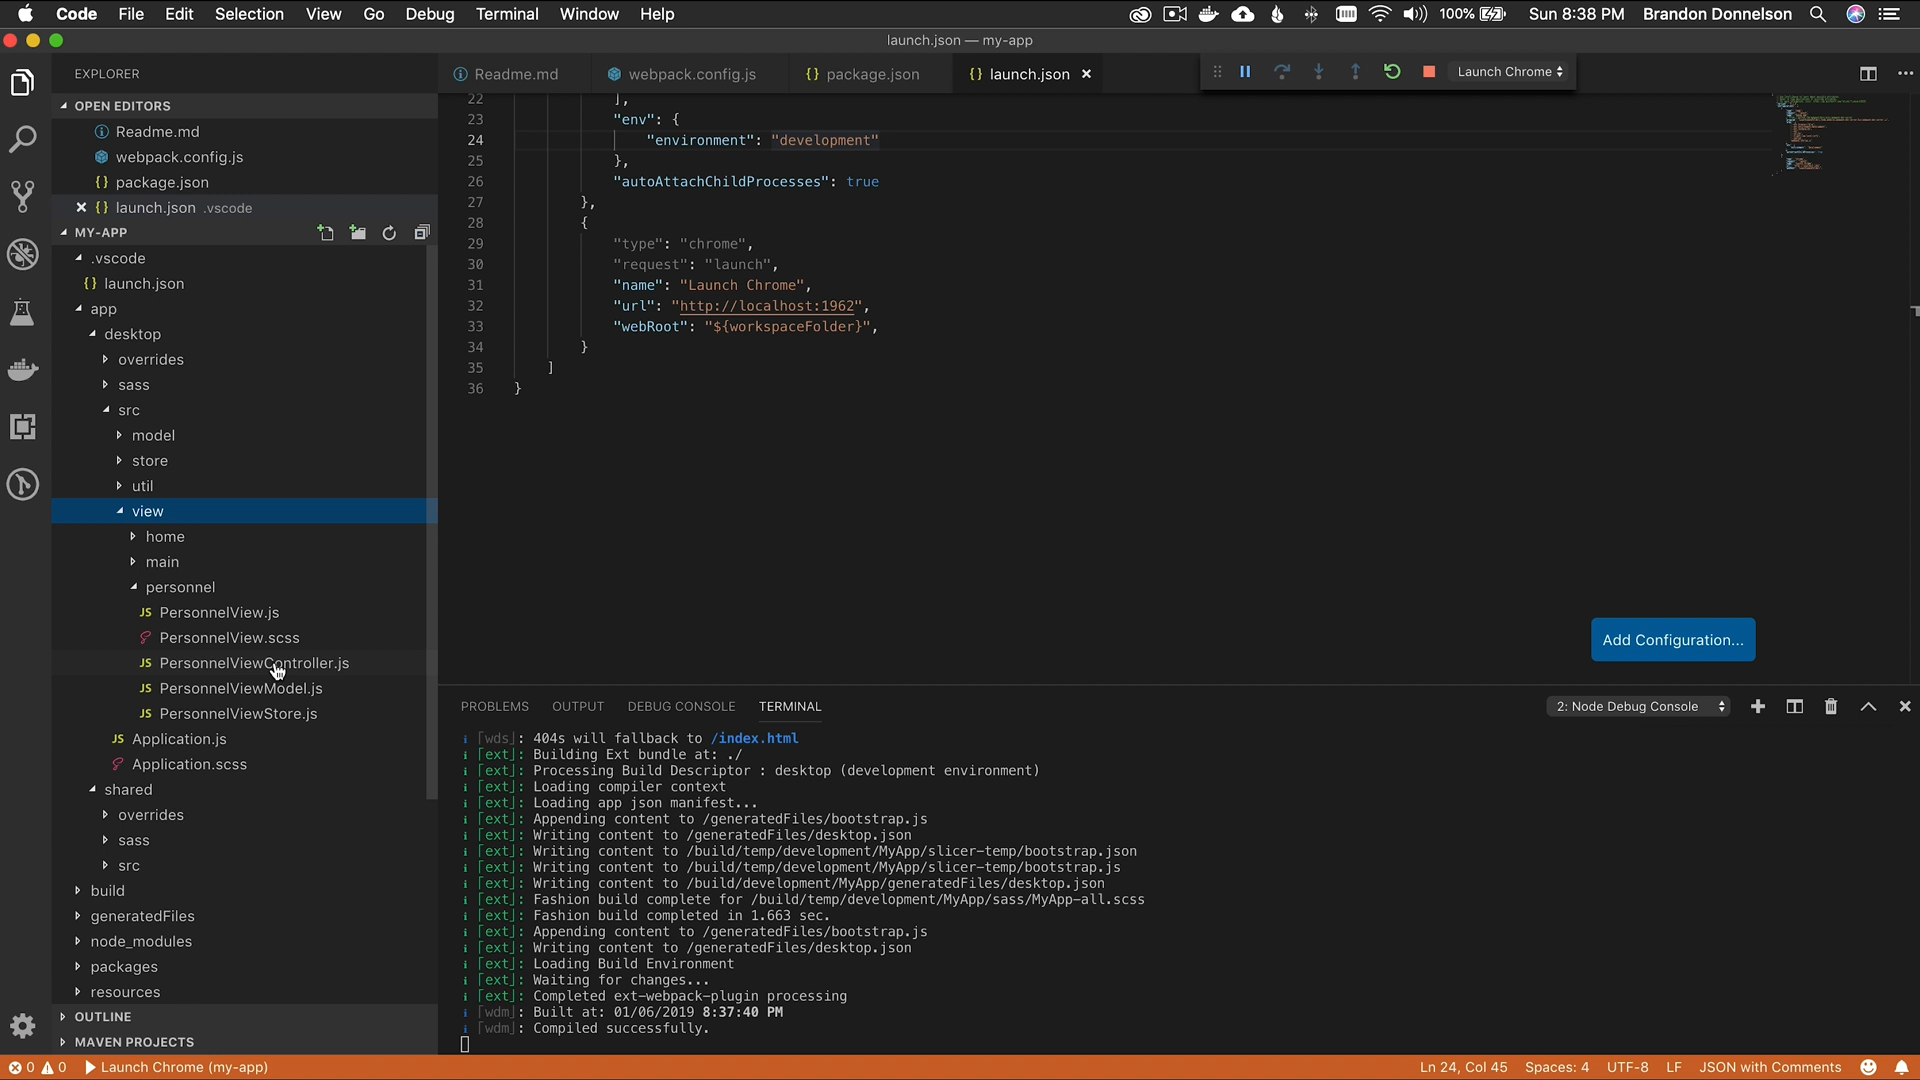 Code File Edit Selection View Go Debug Terminal Window Help 100% Sun 8:38 PM Brandon Donnelson
launch.json — my-app
EXPLORER
OPEN EDITORS
Readme.md
webpack.config.js
package.json
launch.json .vscode
MY-APP
.vscode
{} launch.json
app
desktop
overrides
sass
src
model
store
util
view
home
main
personnel
JS PersonnelView.js
PersonnelView.scss
JS PersonnelViewController.js
JS PersonnelViewModel.js
JS PersonnelViewStore.js
JS Application.js
Application.scss
shared
overrides
sass
src
build
generatedFiles
node_modules
packages
resources
OUTLINE
MAVEN PROJECTS
Readme.md webpack.config.js {} package.json {} launch.json × Launch Chrome
22 ],
23 "env": {
24 "environment": "development"
25 },
26 "autoAttachChildProcesses": true
27 },
28 {
29 "type": "chrome",
30 "request": "launch",
31 "name": "Launch Chrome",
32 "url": "http://localhost:1962",
33 "webRoot": "${workspaceFolder}",
34 }
35 ]
36 }
Add Configuration...
PROBLEMS OUTPUT DEBUG CONSOLE TERMINAL 2: Node Debug Console
i ｢wds｣: 404s will fallback to /index.html
i ｢ext｣: Building Ext bundle at: ./
i ｢ext｣: Processing Build Descriptor : desktop (development environment)
i ｢ext｣: Loading compiler context
i ｢ext｣: Loading app json manifest...
i ｢ext｣: Appending content to /generatedFiles/bootstrap.js
i ｢ext｣: Writing content to /generatedFiles/desktop.json
i ｢ext｣: Writing content to /build/temp/development/MyApp/slicer-temp/bootstrap.json
i ｢ext｣: Writing content to /build/temp/development/MyApp/slicer-temp/bootstrap.js
i ｢ext｣: Writing content to /build/development/MyApp/generatedFiles/desktop.json
i ｢ext｣: Fashion build complete for /build/temp/development/MyApp/sass/MyApp-all.scss
i ｢ext｣: Fashion build completed in 1.663 sec.
i ｢ext｣: Appending content to /generatedFiles/bootstrap.js
i ｢ext｣: Writing content to /generatedFiles/desktop.json
i ｢ext｣: Loading Build Environment
i ｢ext｣: Waiting for changes...
i ｢ext｣: Completed ext-webpack-plugin processing
i ｢wdm｣: Built at: 01/06/2019 8:37:40 PM
i ｢wdm｣: Compiled successfully.
0 0 Launch Chrome (my-app) Ln 24, Col 45 Spaces: 4 UTF-8 LF JSON with Comments